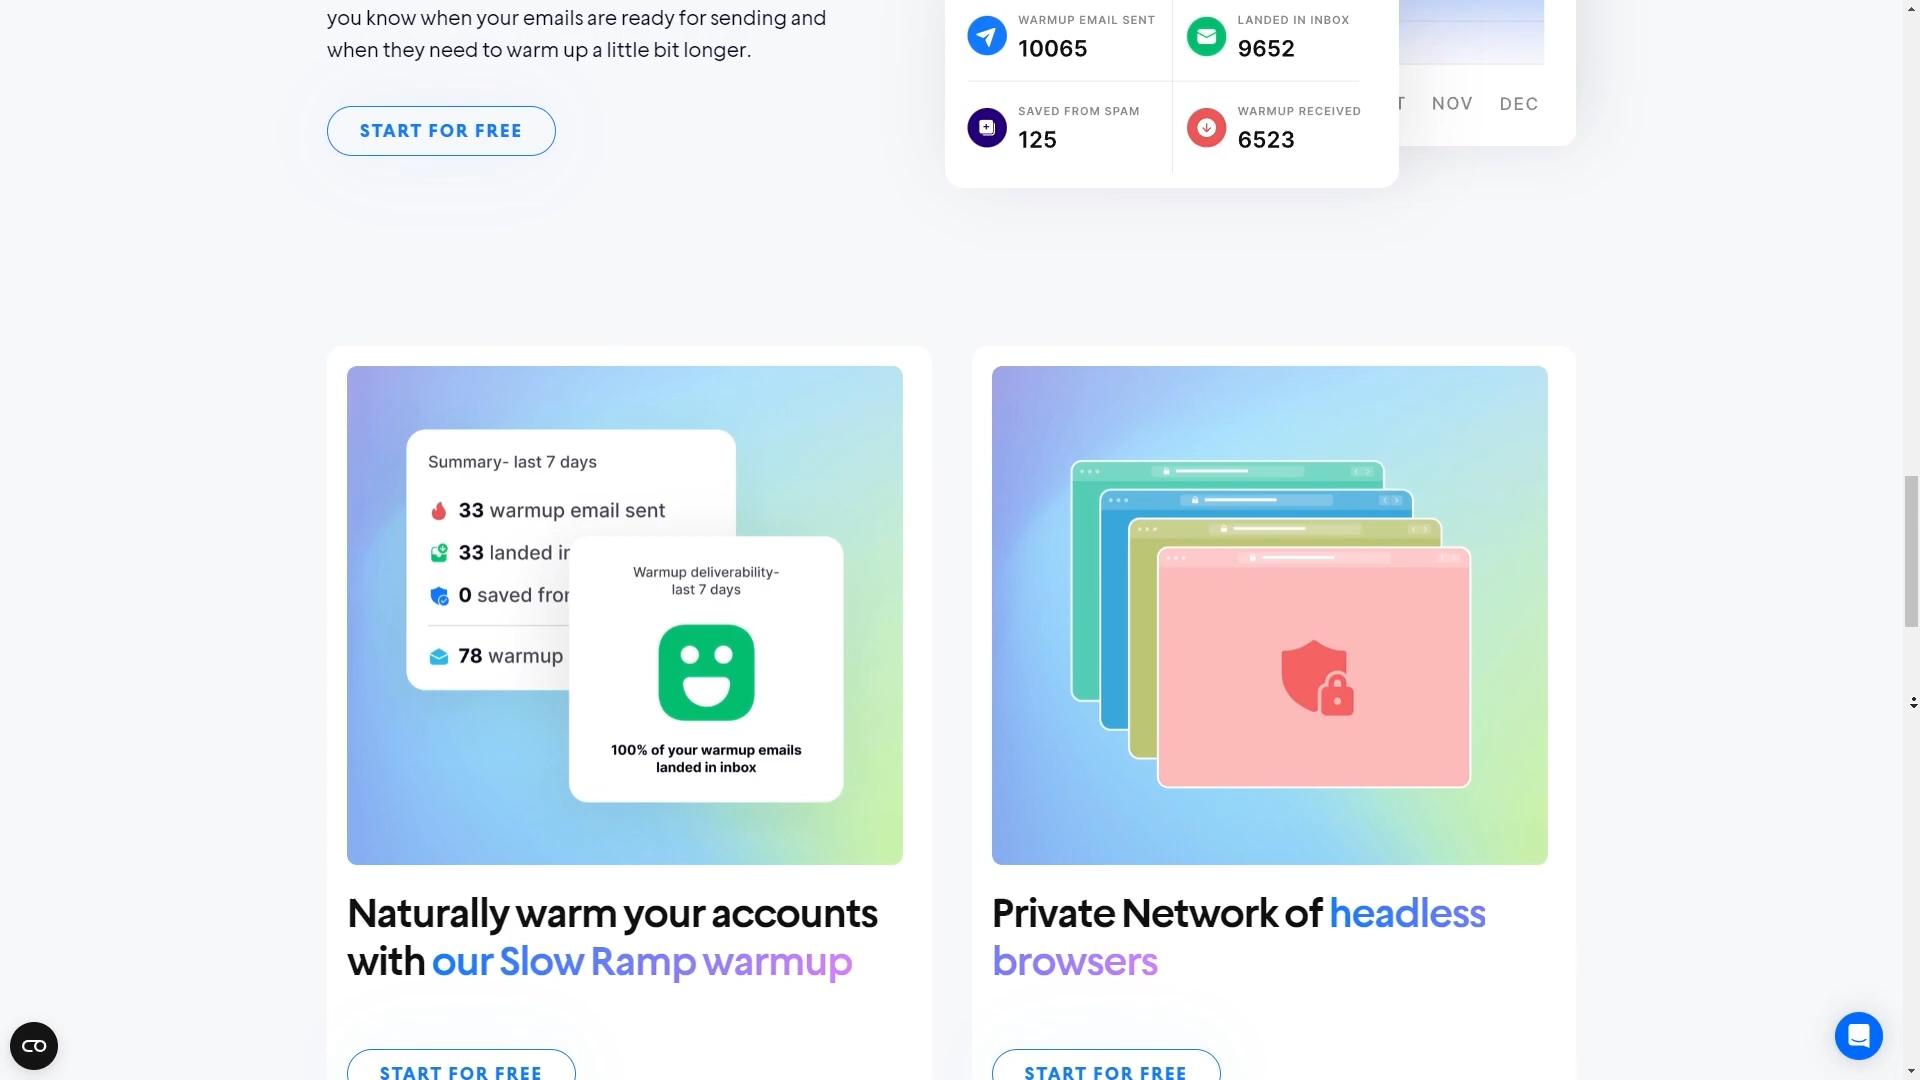 you know when your emails are ready for sending and
when they need to warm up a little bit longer.
START FOR FREE
WARMUP EMAIL SENT
10065
LANDED IN INBOX
9652
SAVED FROM SPAM
125
WARMUP RECEIVED
6523
T NOV DEC
Summary- last 7 days
33 warmup email sent
33 landed in
0 saved from
78 warmup
Warmup deliverability-
last 7 days
100% of your warmup emails
landed in inbox
Naturally warm your accounts
with our Slow Ramp warmup
START FOR FREE
Private Network of headless
browsers
START FOR FREE